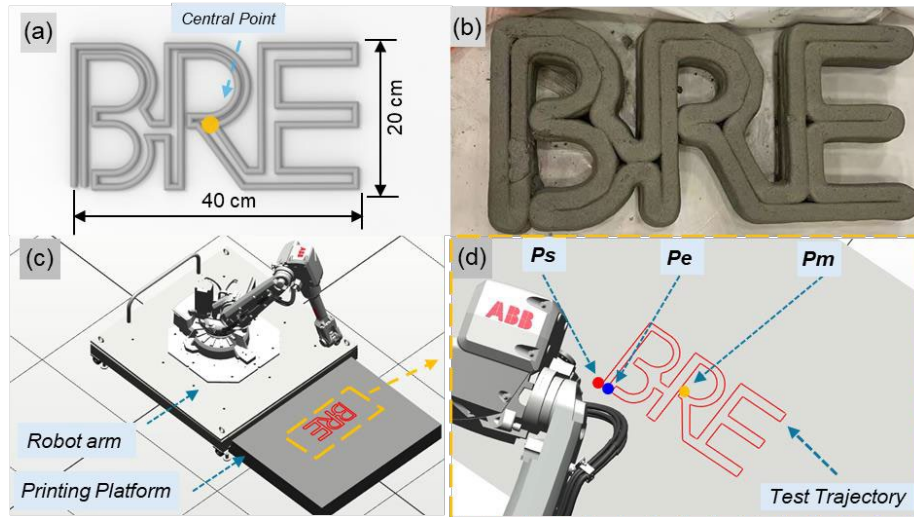 (a)
Central Point
BRE
20 cm
40 cm
(b)
BRE
(c)
ABB
BRE
Robot arm
Printing Platform
(d)
Ps
Pe
Pm
ABB
BRE
Test Trajectory